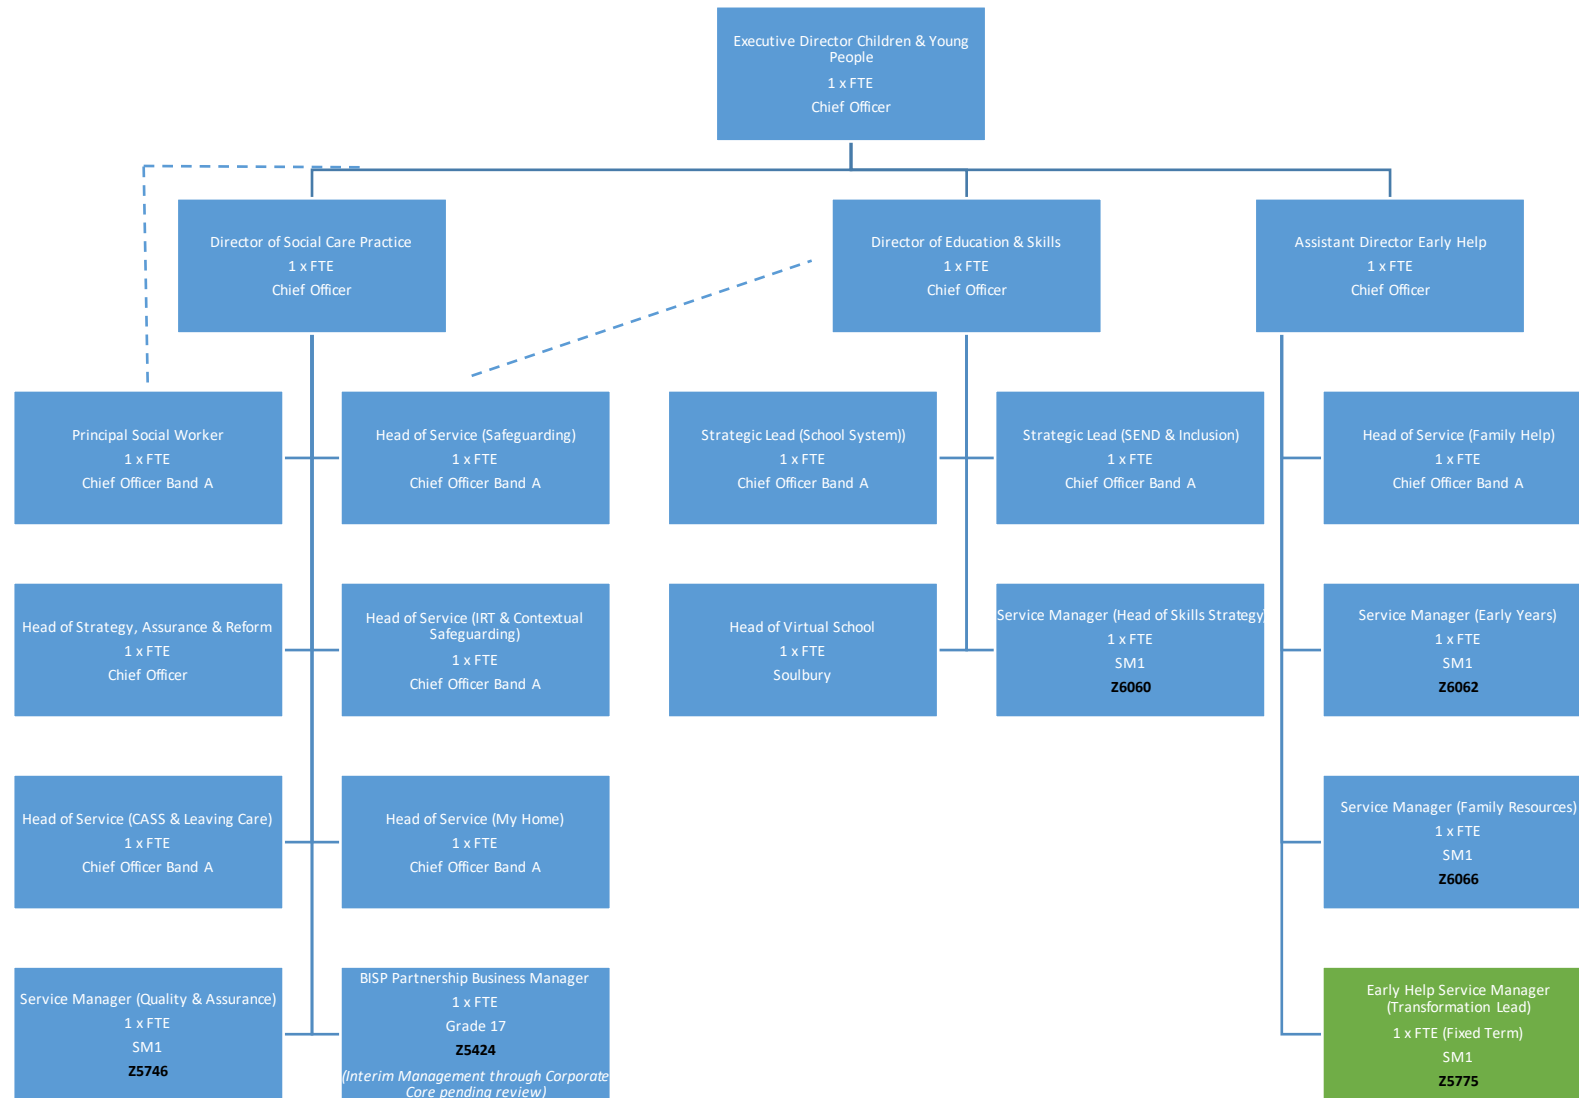 Executive Director Children & Young
People
1 x FTE
Chief Officer
Director of Social Care Practice
1 x FTE
Chief Officer
Director of Education & Skills
1 x FTE
Chief Officer
Assistant Director Early Help
1 x FTE
Chief Officer
Principal Social Worker
1 x FTE
Chief Officer Band A
Head of Service (Safeguarding)
1 x FTE
Chief Officer Band A
Strategic Lead (School System))
1 x FTE
Chief Officer Band A
Strategic Lead (SEND & Inclusion)
1 x FTE
Chief Officer Band A
Head of Service (Family Help)
1 x FTE
Chief Officer Band A
Head of Strategy, Assurance & Reform
1 x FTE
Chief Officer
Head of Service (IRT & Contextual
Safeguarding)
1 x FTE
Chief Officer Band A
Head of Virtual School
1 x FTE
Soulbury
Service Manager (Head of Skills Strategy)
1 x FTE
SM1
Z6060
Service Manager (Early Years)
1 x FTE
SM1
Z6062
Head of Service (CASS & Leaving Care)
1 x FTE
Chief Officer Band A
Head of Service (My Home)
1 x FTE
Chief Officer Band A
Service Manager (Family Resources)
1 x FTE
SM1
Z6066
Service Manager (Quality & Assurance)
1 x FTE
SM1
Z5746
BISP Partnership Business Manager
1 x FTE
Grade 17
Z5424
(Interim Management through Corporate
Core pending review)
Early Help Service Manager
(Transformation Lead)
1 x FTE (Fixed Term)
SM1
Z5775